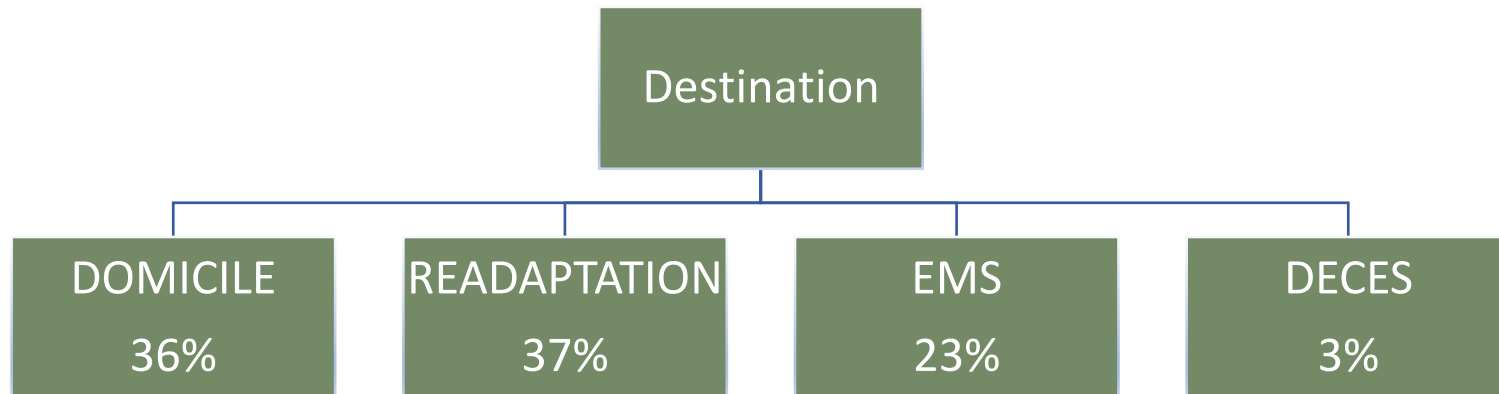 Destination
DOMICILE
36%
READAPTATION
37%
EMS
23%
DECES
3%